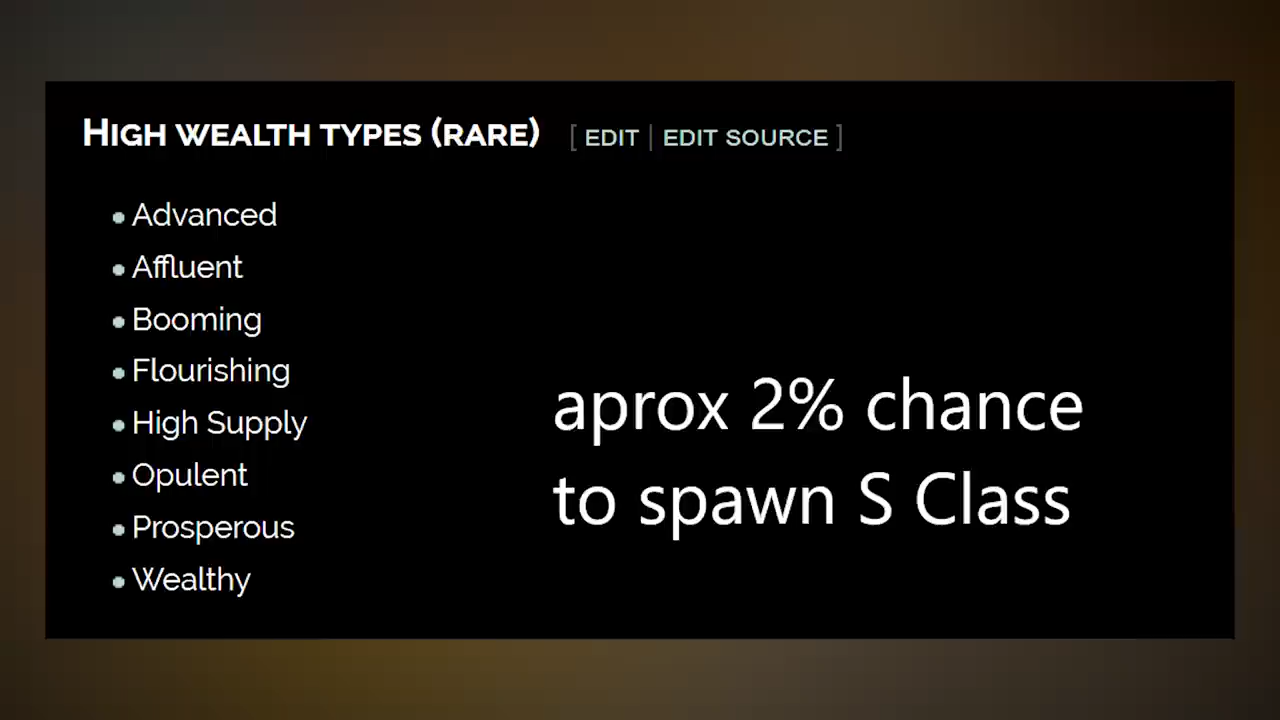 High wealth types (rare) [ edit | edit source ]
Advanced
Affluent
Booming
Flourishing
High Supply
Opulent
Prosperous
Wealthy
aprox 2% chance
to spawn S Class